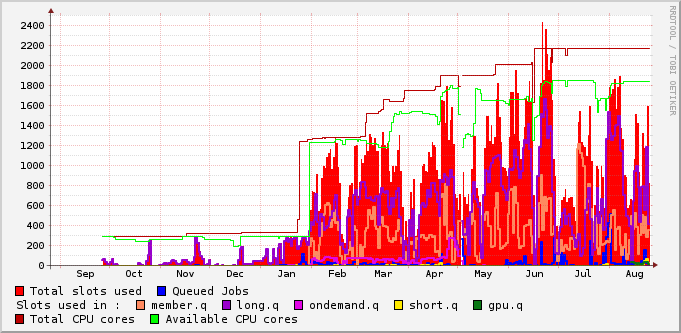 RRDTOOL / TOBI OETIKER
2400
2200
2000
1800
1600
1400
1200
1000
800
600
400
200
0
Sep Oct Nov Dec Jan Feb Mar Apr May Jun Jul Aug
Total slots used Queued Jobs
Slots used in : member.q long.q ondemand.q short.q gpu.q
Total CPU cores Available CPU cores